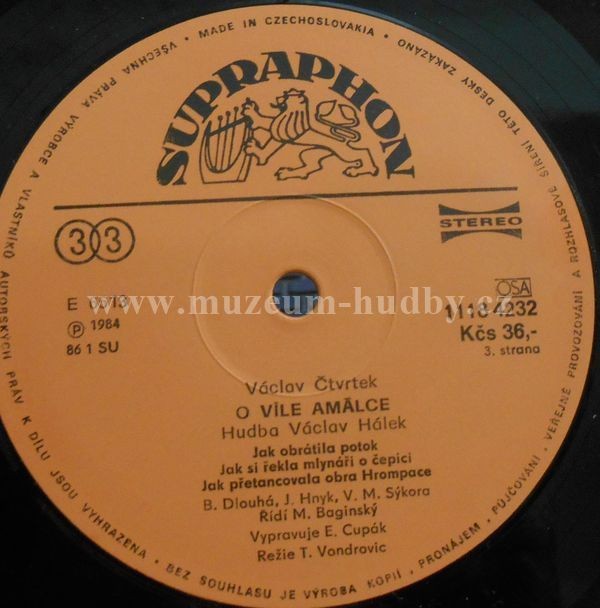 VŠECHNA PRÁVA VÝROBCE A VLASTNÍKŮ AUTORSKÝCH PRÁV K DÍLU JSOU VYHRAZENA • BEZ SOUHLASU JE VÝROBA KOPIÍ, PRONÁJEM, PŮJČOVÁNÍ, VEŘEJNÉ PROVOZOVÁNÍ A ROZHLASOVÉ ŠÍŘENÍ TÉTO DESKY ZAKÁZÁNO • MADE IN CZECHOSLOVAKIA •
SUPRAPHON
33
STEREO
OSA
E
℗ 1984
86 1 SU
4232
Kčs 36,-
3. strana
www.muzeum-hudby.cz
Václav Čtvrtek
O VÍLE AMÁLCE
Hudba Václav Hálek
Jak obrátila potok
Jak si řekla mlynáři o čepici
Jak přetancovala obra Hrompace
B. Dlouhá, J. Hnyk, V. M. Sýkora
Řídí M. Baginský
Vypravuje E. Cupák
Režie T. Vondrovic